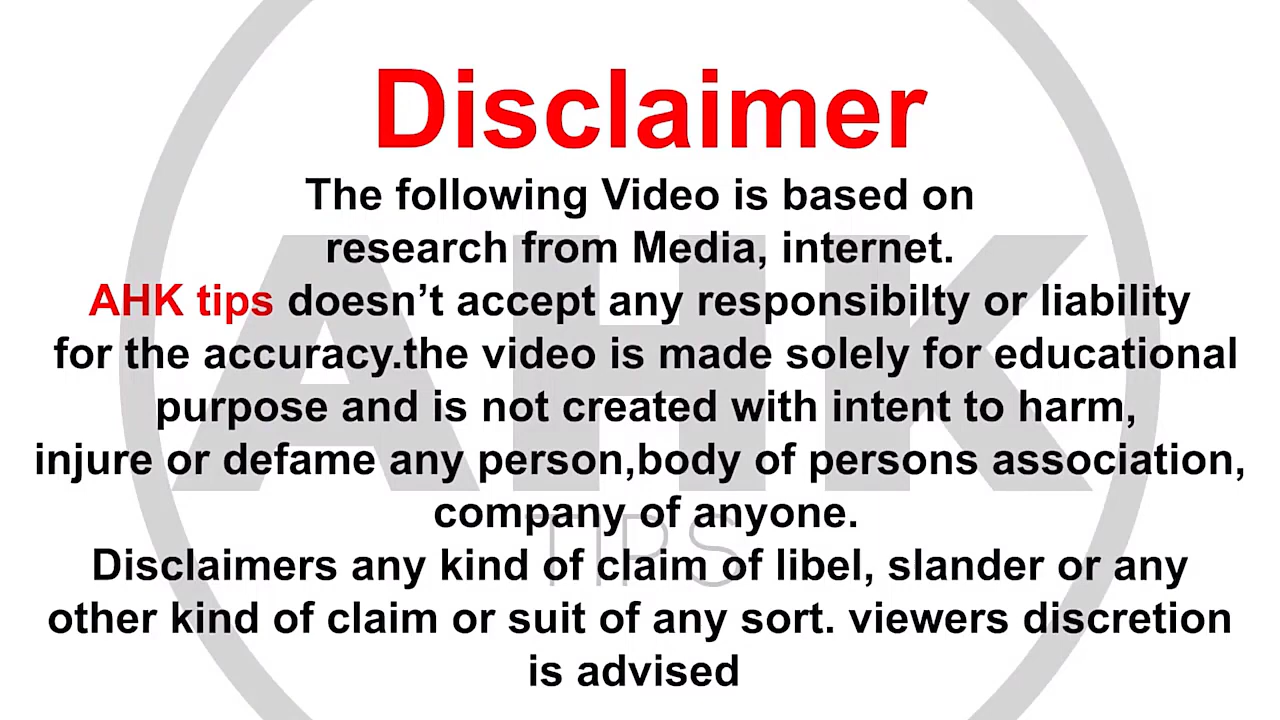 Disclaimer
The following Video is based on
research from Media, internet.
AHK tips doesn’t accept any responsibilty or liability
for the accuracy.the video is made solely for educational
purpose and is not created with intent to harm,
injure or defame any person,body of persons association,
company of anyone.
Disclaimers any kind of claim of libel, slander or any
other kind of claim or suit of any sort. viewers discretion
is advised
AHK
TIPS